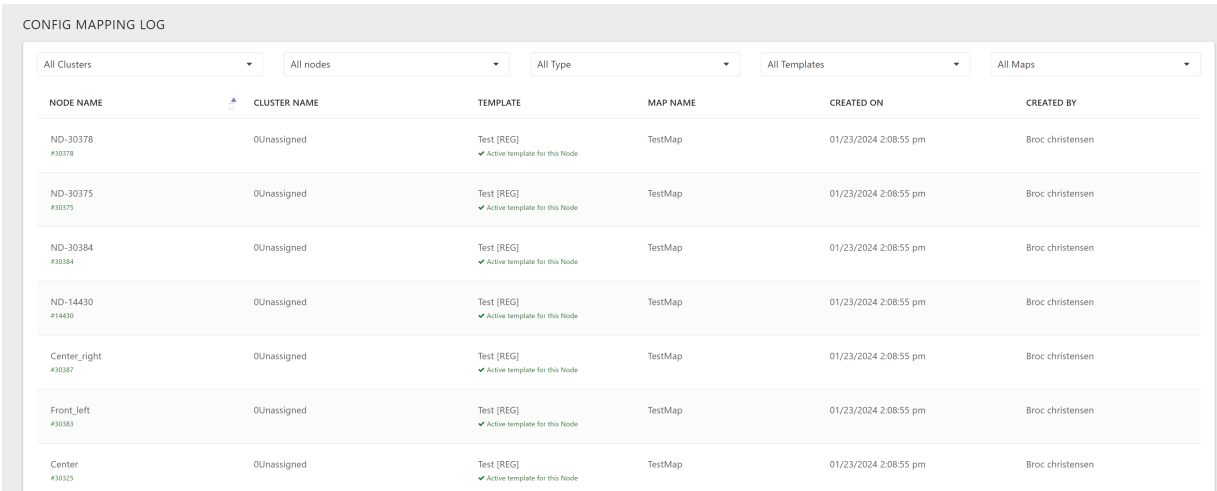 CONFIG MAPPING LOG
All Clusters All nodes All Type All Templates All Maps
NODE NAME CLUSTER NAME TEMPLATE MAP NAME CREATED ON CREATED BY
ND-30378 0Unassigned Test [REG] TestMap 01/23/2024 2:08:55 pm Broc christensen
#30378 Active template for this Node
ND-30375 0Unassigned Test [REG] TestMap 01/23/2024 2:08:55 pm Broc christensen
#30375 Active template for this Node
ND-30384 0Unassigned Test [REG] TestMap 01/23/2024 2:08:55 pm Broc christensen
#30384 Active template for this Node
ND-14430 0Unassigned Test [REG] TestMap 01/23/2024 2:08:55 pm Broc christensen
#14430 Active template for this Node
Center_right 0Unassigned Test [REG] TestMap 01/23/2024 2:08:55 pm Broc christensen
#30387 Active template for this Node
Front_left 0Unassigned Test [REG] TestMap 01/23/2024 2:08:55 pm Broc christensen
#30383 Active template for this Node
Center 0Unassigned Test [REG] TestMap 01/23/2024 2:08:55 pm Broc christensen
#30325 Active template for this Node